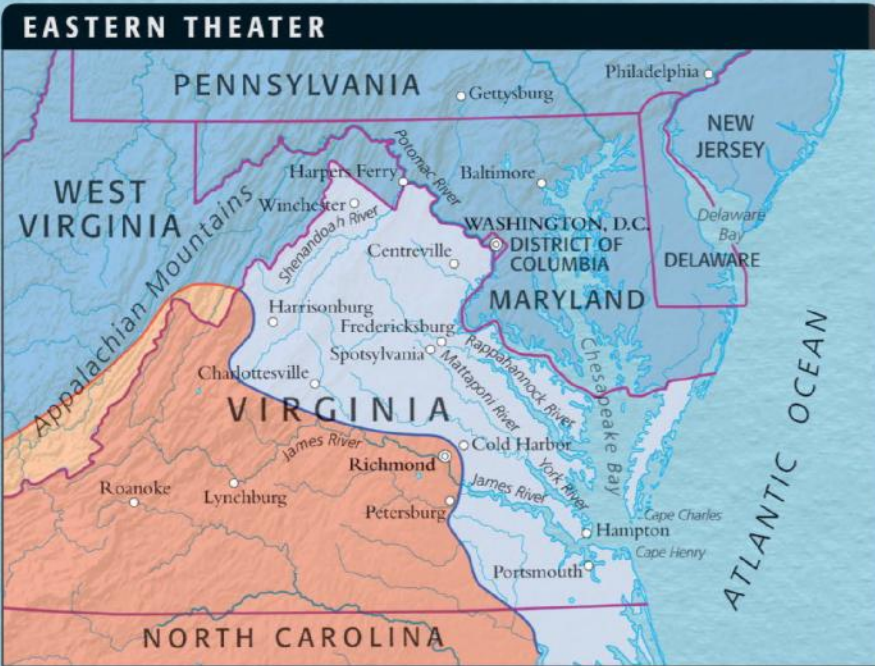 EASTERN THEATER
PENNSYLVANIA
Philadelphia
Gettysburg
NEW
JERSEY
Potomac River
Harpers Ferry
Baltimore
WEST
VIRGINIA
Winchester
Shenandoah River
Delaware
Bay
WASHINGTON, D.C.
DISTRICT OF
COLUMBIA
Centreville
DELAWARE
Appalachian Mountains
MARYLAND
Harrisonburg
Fredericksburg
Spotsylvania
Rappahannock River
Mattaponi River
Chesapeake Bay
ATLANTIC OCEAN
Charlottesville
VIRGINIA
James River
Cold Harbor
Richmond
York River
James River
Roanoke
Lynchburg
Petersburg
Cape Charles
Hampton
Cape Henry
Portsmouth
NORTH CAROLINA